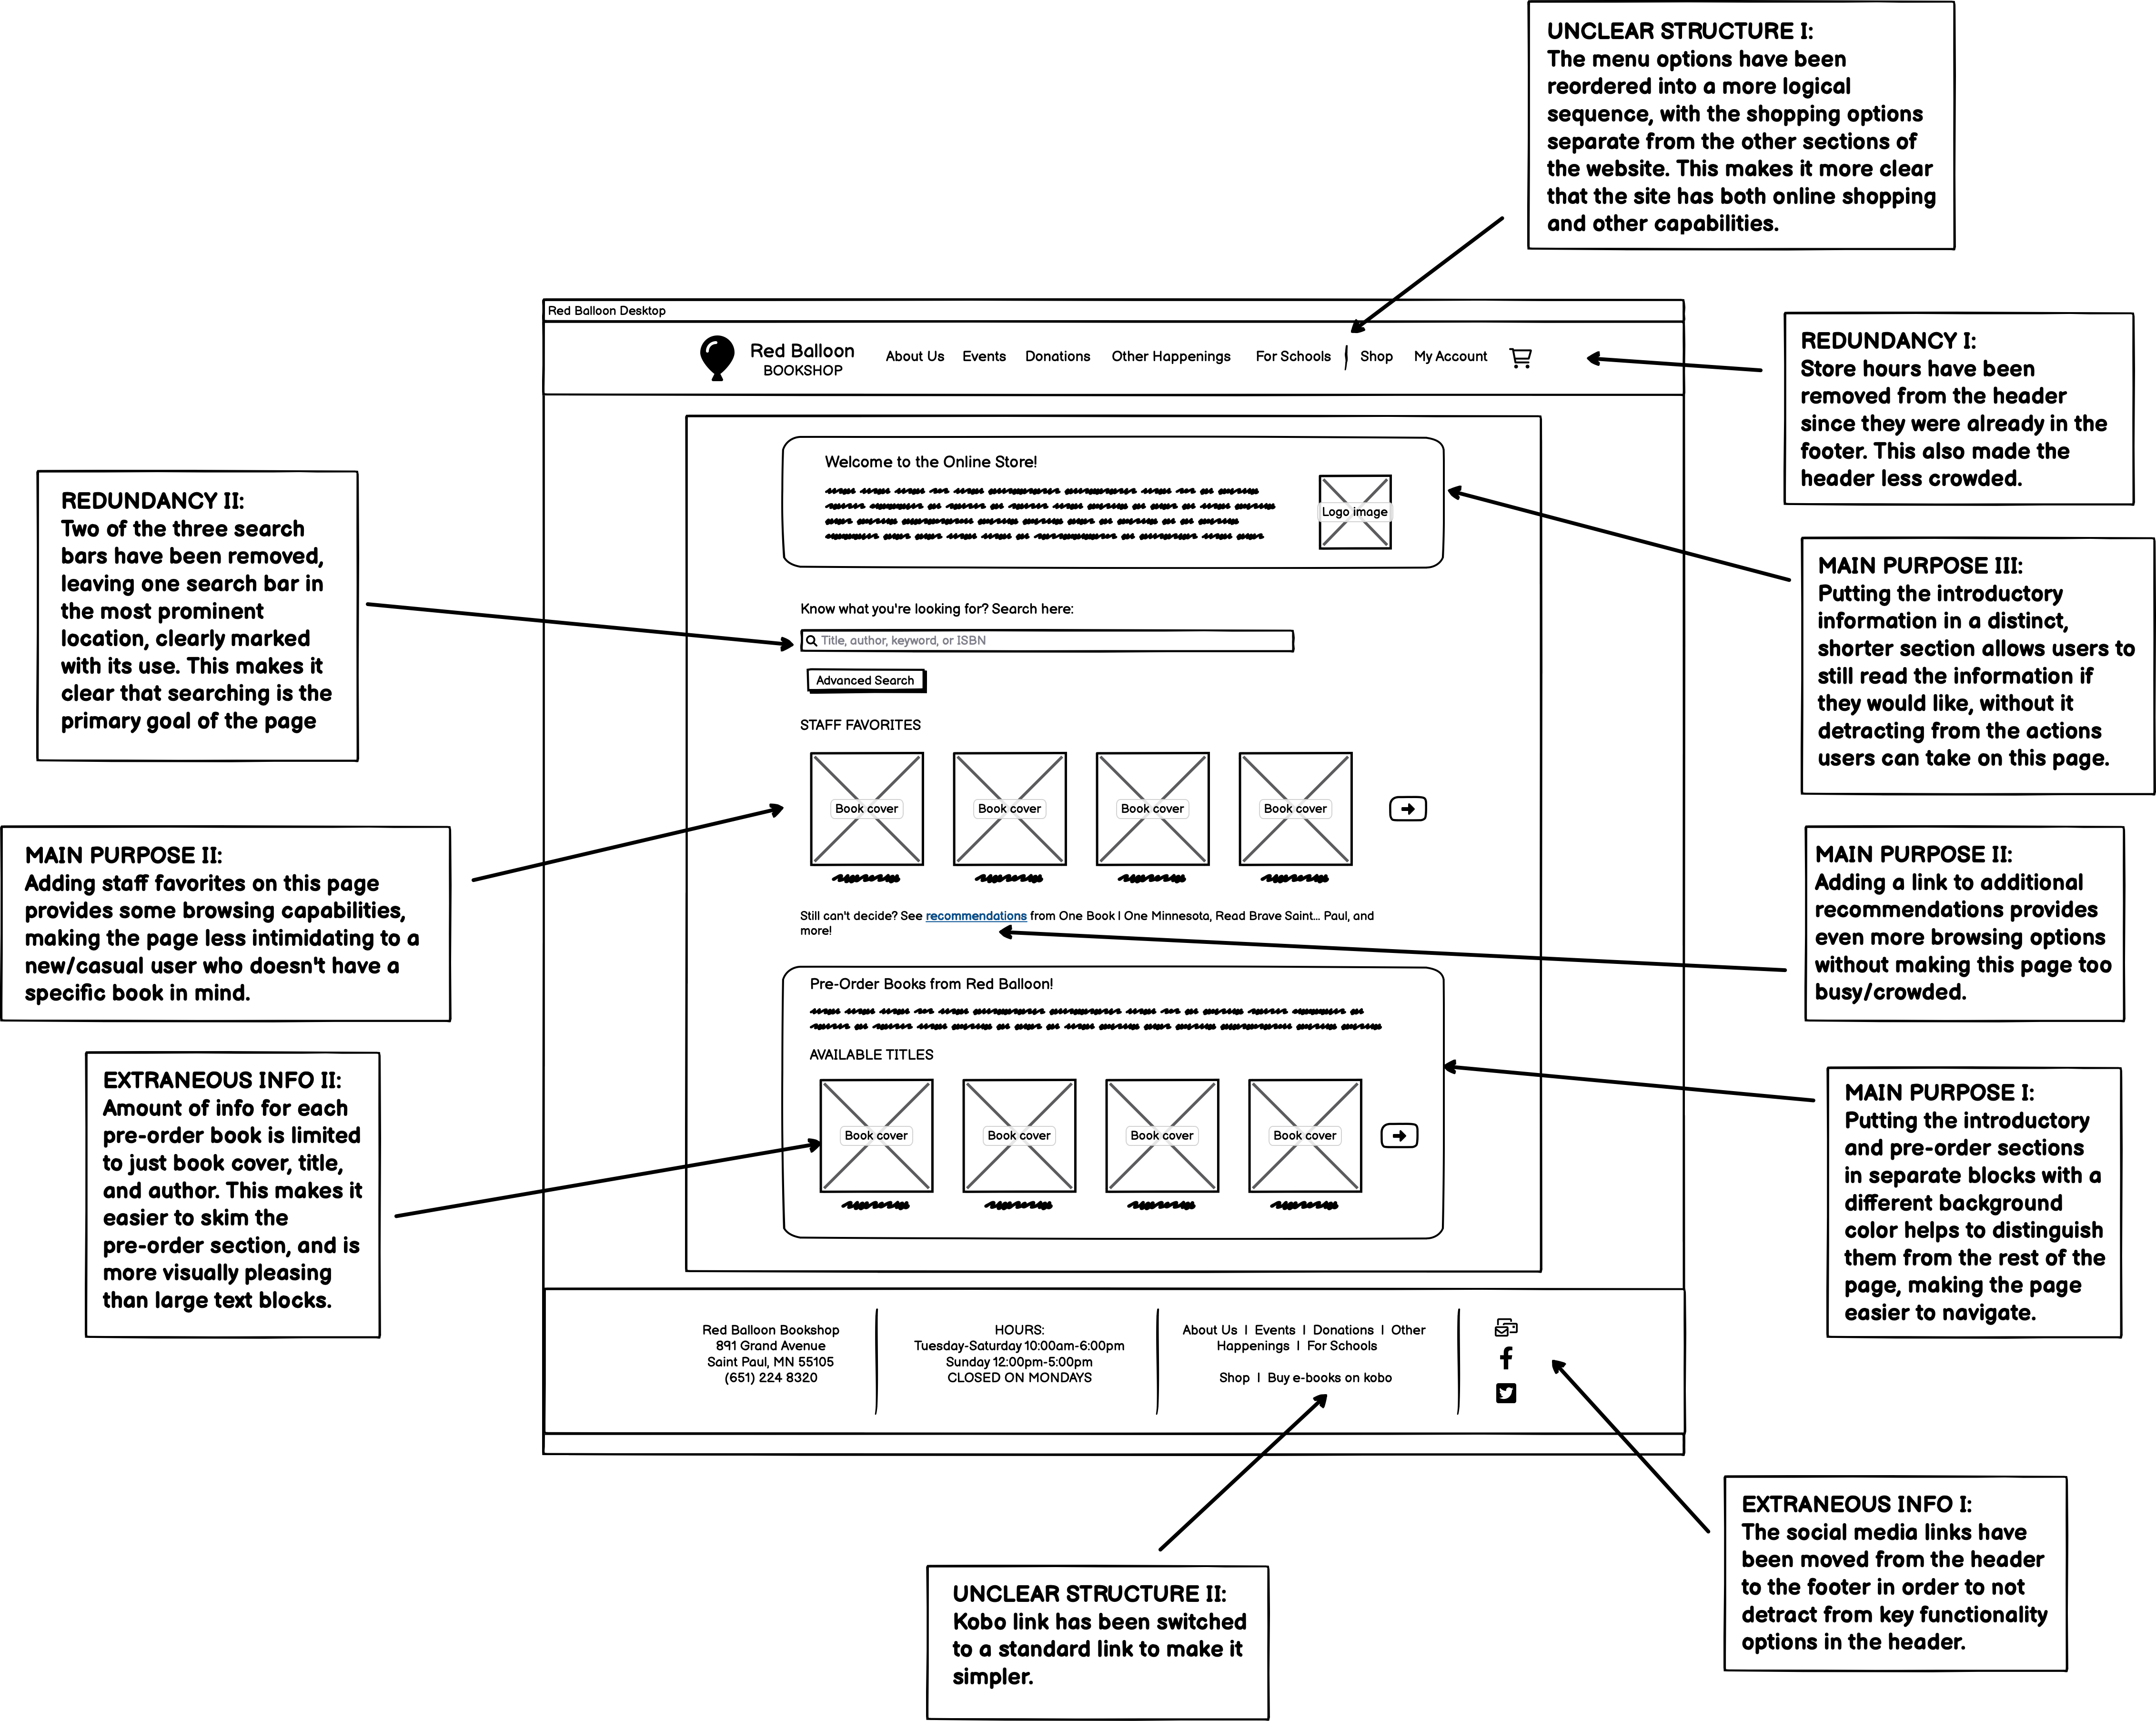 UNCLEAR STRUCTURE I:
The menu options have been
reordered into a more logical
sequence, with the shopping options
separate from the other sections of
the website. This makes it more clear
that the site has both online shopping
and other capabilities.
Red Balloon Desktop
Red Balloon
BOOKSHOP
About Us Events Donations Other Happenings For Schools Shop My Account
REDUNDANCY I:
Store hours have been
removed from the header
since they were already in the
footer. This also made the
header less crowded.
Welcome to the Online Store!
Logo image
REDUNDANCY II:
Two of the three search
bars have been removed,
leaving one search bar in
the most prominent
location, clearly marked
with its use. This makes it
clear that searching is the
primary goal of the page
MAIN PURPOSE III:
Putting the introductory
information in a distinct,
shorter section allows users to
still read the information if
they would like, without it
detracting from the actions
users can take on this page.
Know what you're looking for? Search here:
Title, author, keyword, or ISBN
Advanced Search
STAFF FAVORITES
Book cover Book cover Book cover Book cover
MAIN PURPOSE II:
Adding staff favorites on this page
provides some browsing capabilities,
making the page less intimidating to a
new/casual user who doesn't have a
specific book in mind.
MAIN PURPOSE II:
Adding a link to additional
recommendations provides
even more browsing options
without making this page too
busy/crowded.
Still can't decide? See recommendations from One Book | One Minnesota, Read Brave Saint... Paul, and
more!
Pre-Order Books from Red Balloon!
AVAILABLE TITLES
Book cover Book cover Book cover Book cover
EXTRANEOUS INFO II:
Amount of info for each
pre-order book is limited
to just book cover, title,
and author. This makes it
easier to skim the
pre-order section, and is
more visually pleasing
than large text blocks.
MAIN PURPOSE I:
Putting the introductory
and pre-order sections
in separate blocks with a
different background
color helps to distinguish
them from the rest of the
page, making the page
easier to navigate.
Red Balloon Bookshop
891 Grand Avenue
Saint Paul, MN 55105
(651) 224 8320
HOURS:
Tuesday-Saturday 10:00am-6:00pm
Sunday 12:00pm-5:00pm
CLOSED ON MONDAYS
About Us | Events | Donations | Other
Happenings | For Schools
Shop | Buy e-books on kobo
UNCLEAR STRUCTURE II:
Kobo link has been switched
to a standard link to make it
simpler.
EXTRANEOUS INFO I:
The social media links have
been moved from the header
to the footer in order to not
detract from key functionality
options in the header.